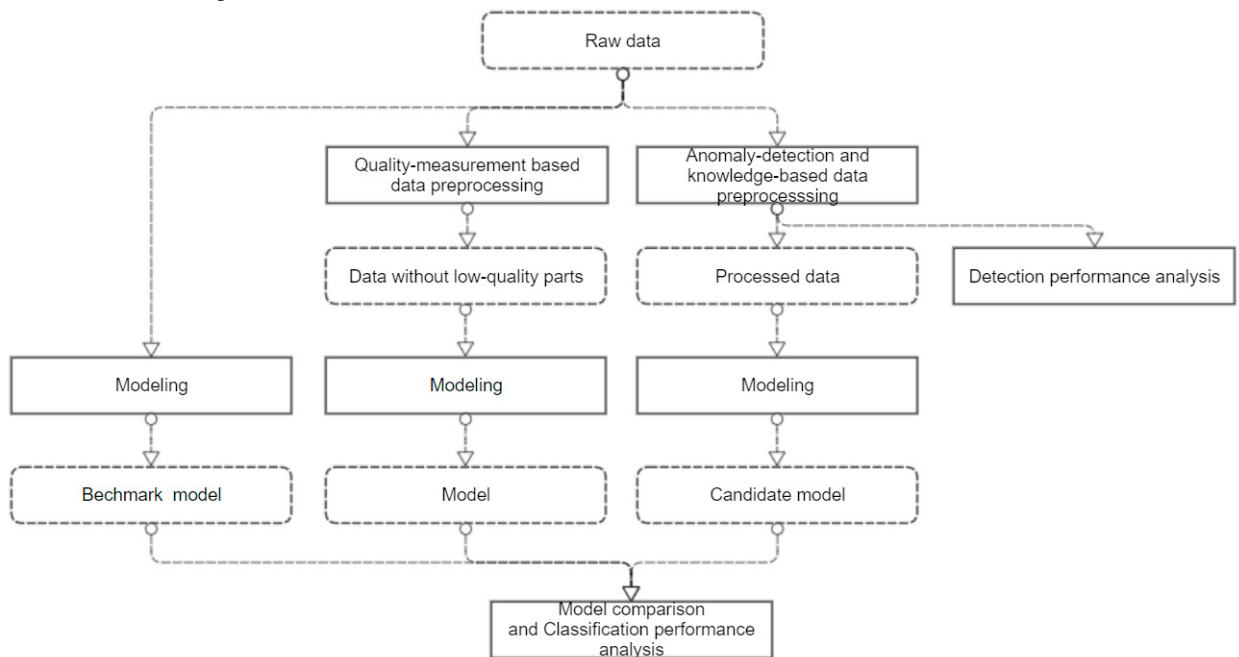 Raw data
Quality-measurement based
data preprocessing
Anomaly-detection and
knowledge-based data
preprocesssing
Data without low-quality parts
Processed data
Detection performance analysis
Modeling
Modeling
Modeling
Bechmark model
Model
Candidate model
Model comparison
and Classification performance
analysis